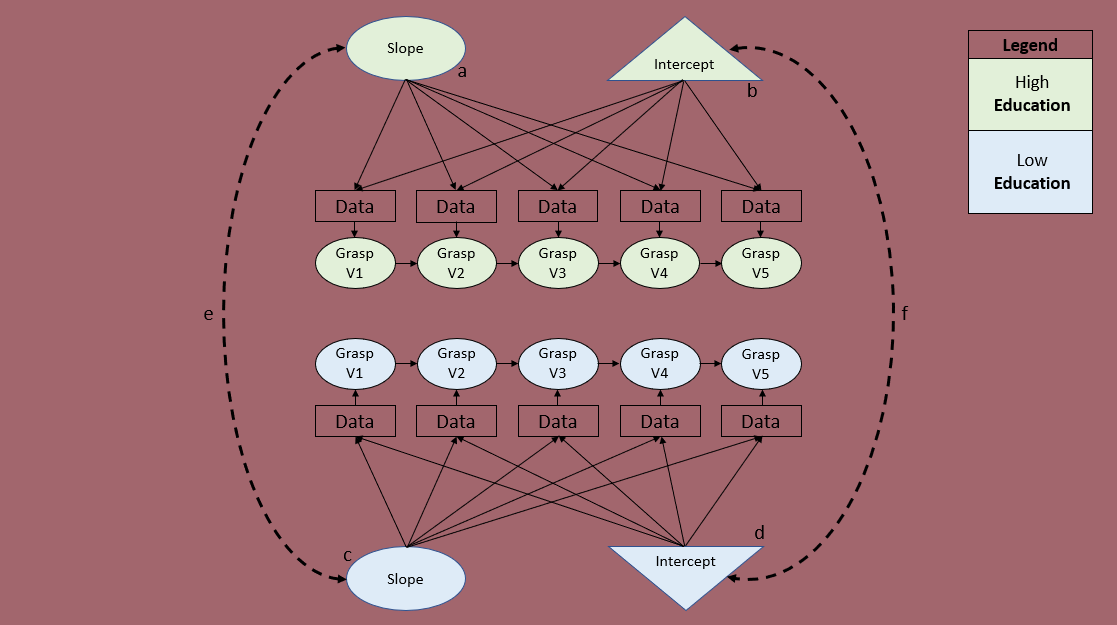 Slope
a
Intercept
b
Legend
High
Education
Low
Education
Data Data Data Data Data
Grasp Grasp Grasp Grasp Grasp
V1 V2 V3 V4 V5
e
f
Grasp Grasp Grasp Grasp Grasp
V1 V2 V3 V4 V5
Data Data Data Data Data
c
Slope
d
Intercept